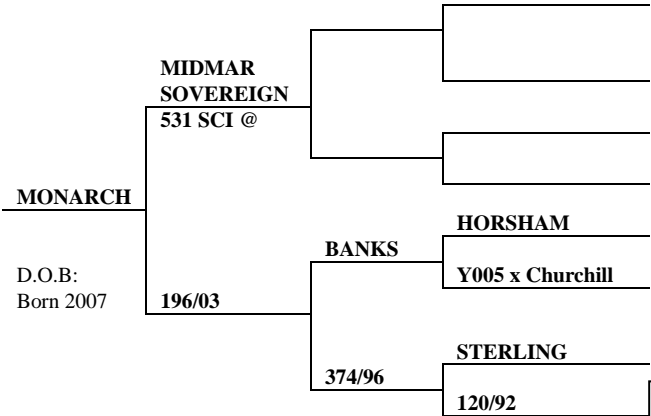 MIDMAR
SOVEREIGN
531 SCI @
MONARCH
HORSHAM
BANKS
D.O.B:
Born 2007
Y005 x Churchill
196/03
STERLING
374/96
120/92